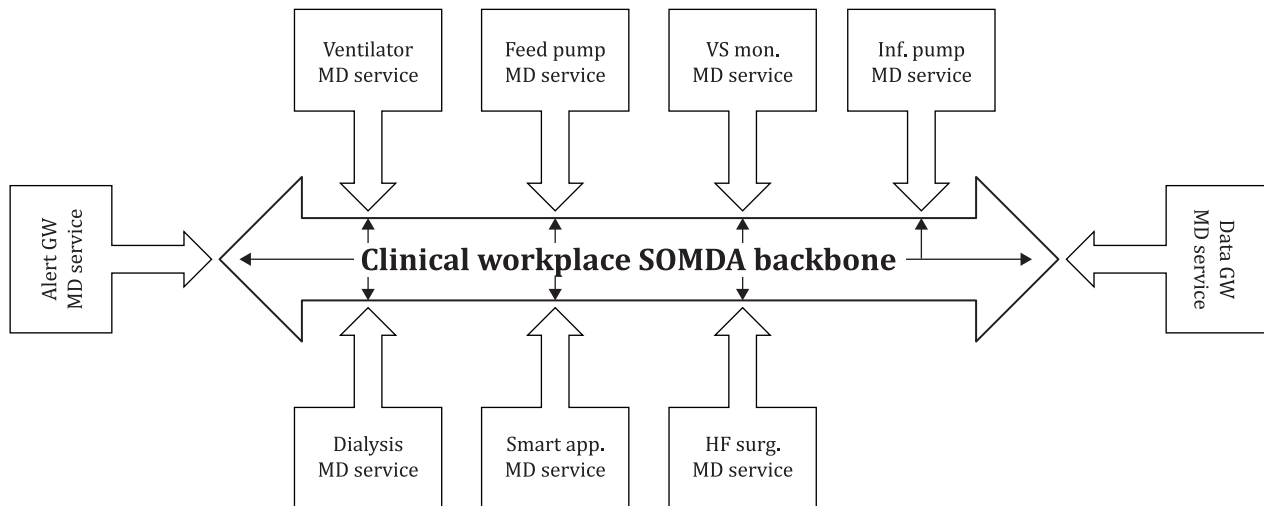 Ventilator
MD service
Feed pump
MD service
VS mon.
MD service
Inf. pump
MD service
Alert GW
MD service
Clinical workplace SOMDA backbone
Data GW
MD service
Dialysis
MD service
Smart app.
MD service
HF surg.
MD service